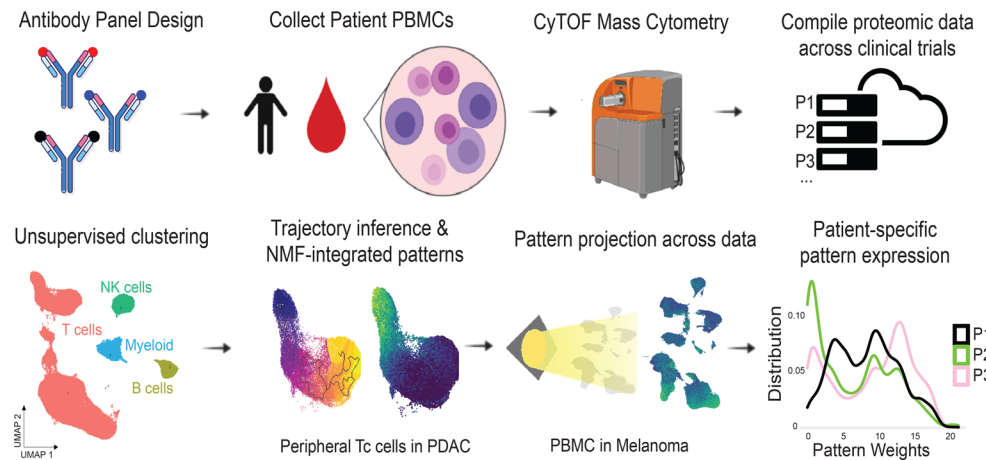 Antibody Panel Design
Collect Patient PBMCs
CyTOF Mass Cytometry
Compile proteomic data
across clinical trials
P1
P2
P3
...
Unsupervised clustering
NK cells
T cells
Myeloid
B cells
UMAP 2
UMAP 1
Trajectory inference &
NMF-integrated patterns
Peripheral Tc cells in PDAC
Pattern projection across data
PBMC in Melanoma
Patient-specific
pattern expression
Distribution
0.10
0.05
0
0 5 10 15 20
Pattern Weights
P1
P2
P3